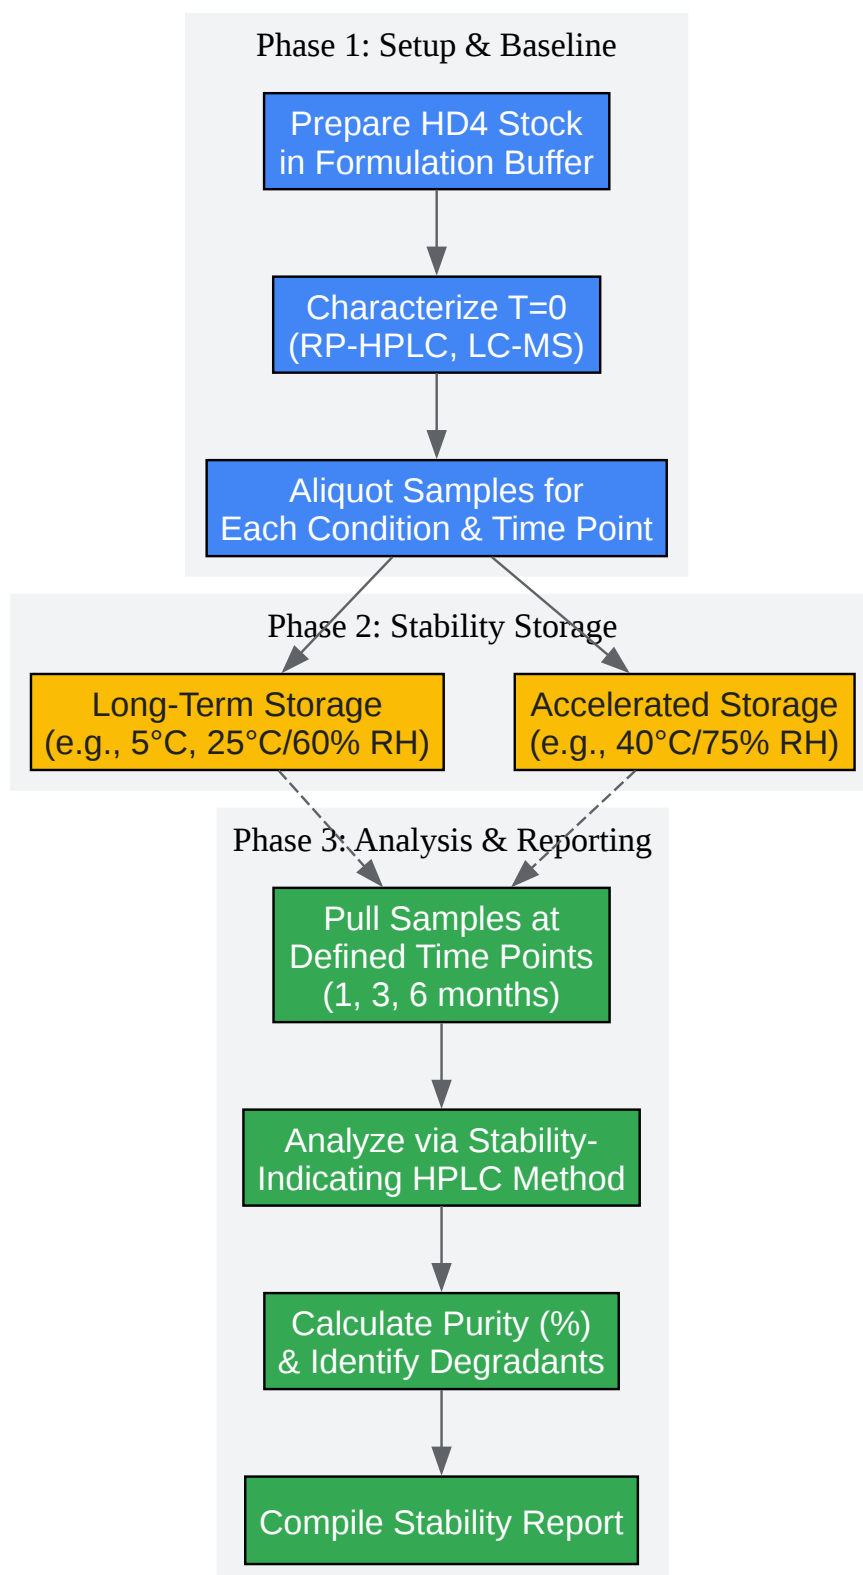 Phase 1: Setup & Baseline
Prepare HD4 Stock
in Formulation Buffer
Characterize T=0
(RP-HPLC, LC-MS)
Aliquot Samples for
Each Condition & Time Point
Phase 2: Stability Storage
Long-Term Storage
(e.g., 5°C, 25°C/60% RH)
Accelerated Storage
(e.g., 40°C/75% RH)
Phase 3: Analysis & Reporting
Pull Samples at
Defined Time Points
(1, 3, 6 months)
Analyze via Stability-
Indicating HPLC Method
Calculate Purity (%)
& Identify Degradants
Compile Stability Report